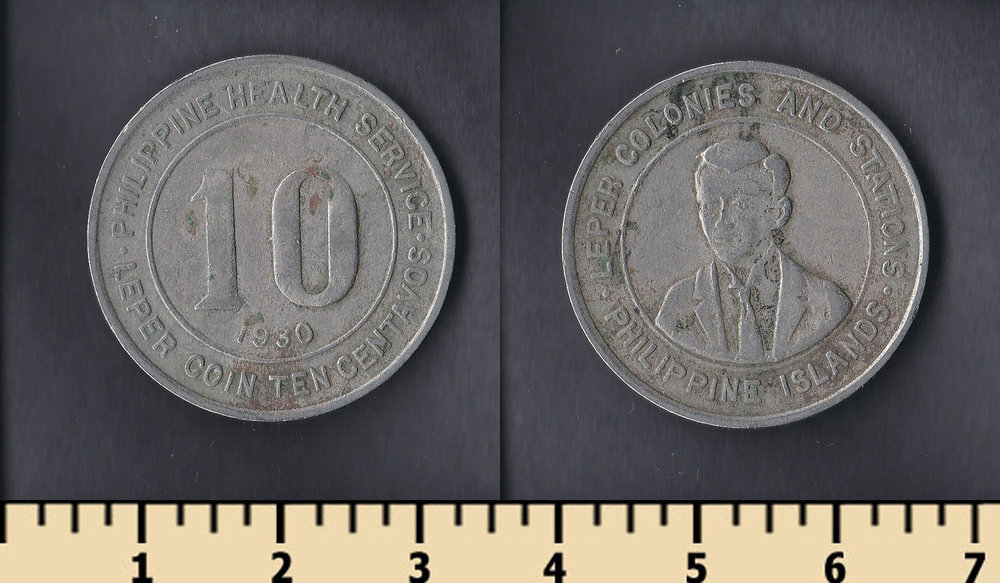 PHILIPPINE HEALTH SERVICE
10
1930
LEPER COIN TEN CENTAVOS
LEPER COLONIES AND STATIONS
PHILIPPINE ISLANDS
1 2 3 4 5 6 7